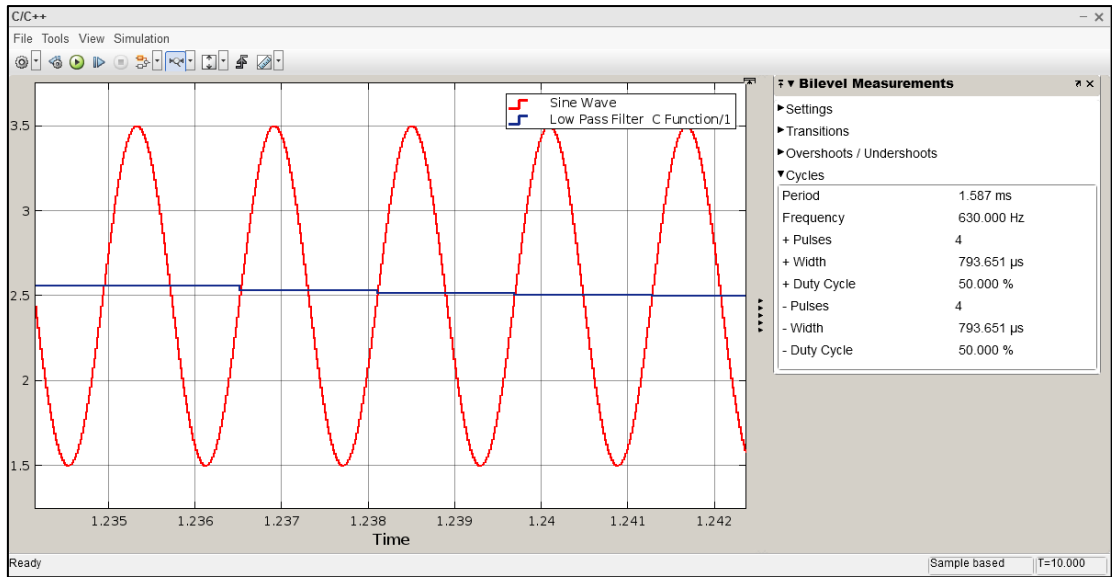 C/C++
File Tools View Simulation
Sine Wave
Low Pass Filter C Function/1
3.5
3
2.5
2
1.5
1.235 1.236 1.237 1.238 1.239 1.24 1.241 1.242
Time
Bilevel Measurements
Settings
Transitions
Overshoots / Undershoots
Cycles
Period 1.587 ms
Frequency 630.000 Hz
+ Pulses 4
+ Width 793.651 µs
+ Duty Cycle 50.000 %
- Pulses 4
- Width 793.651 µs
- Duty Cycle 50.000 %
Ready Sample based T=10.000